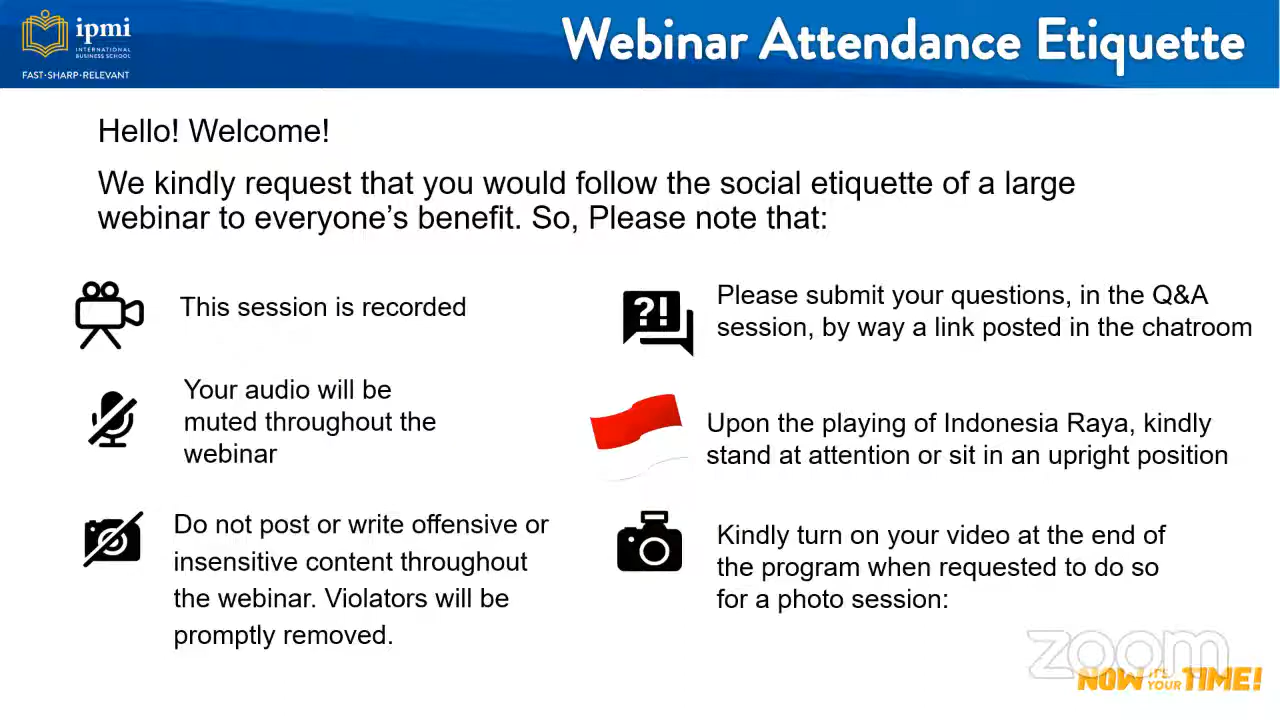 ipmi
INTERNATIONAL
BUSINESS SCHOOL
FAST·SHARP·RELEVANT
Webinar Attendance Etiquette
Hello! Welcome!
We kindly request that you would follow the social etiquette of a large
webinar to everyone’s benefit. So, Please note that:
This session is recorded
Your audio will be
muted throughout the
webinar
Do not post or write offensive or
insensitive content throughout
the webinar. Violators will be
promptly removed.
?!
Please submit your questions, in the Q&A
session, by way a link posted in the chatroom
Upon the playing of Indonesia Raya, kindly
stand at attention or sit in an upright position
Kindly turn on your video at the end of
the program when requested to do so
for a photo session:
zoom
NOW IT'S YOUR TIME!